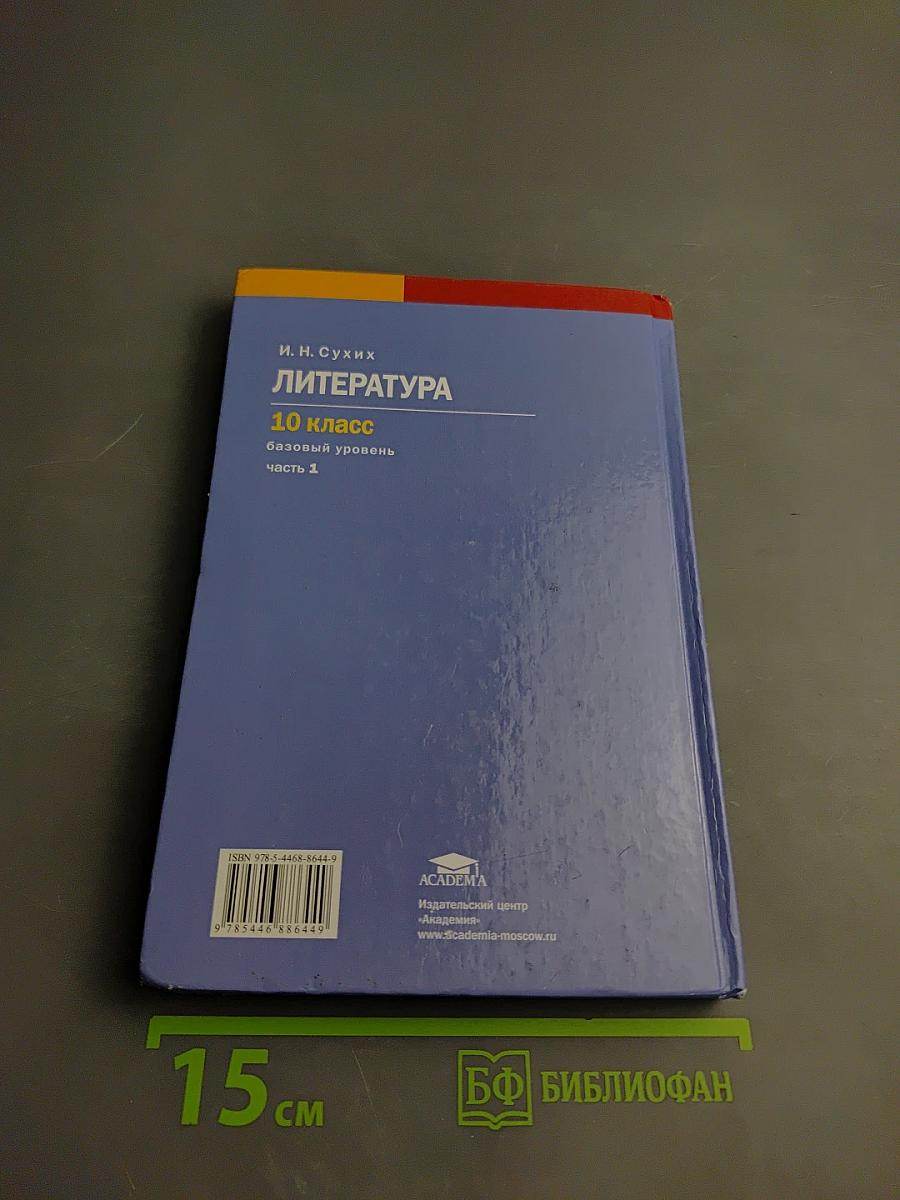 И. Н. Сухих
ЛИТЕРАТУРА
10 класс
базовый уровень
часть 1
ISBN 978-5-4468-8644-9
9 785446 886449
ACADEMA
Издательский центр
«Академия»
www.academia-moscow.ru
15 см
БФ БИБЛИОФАН